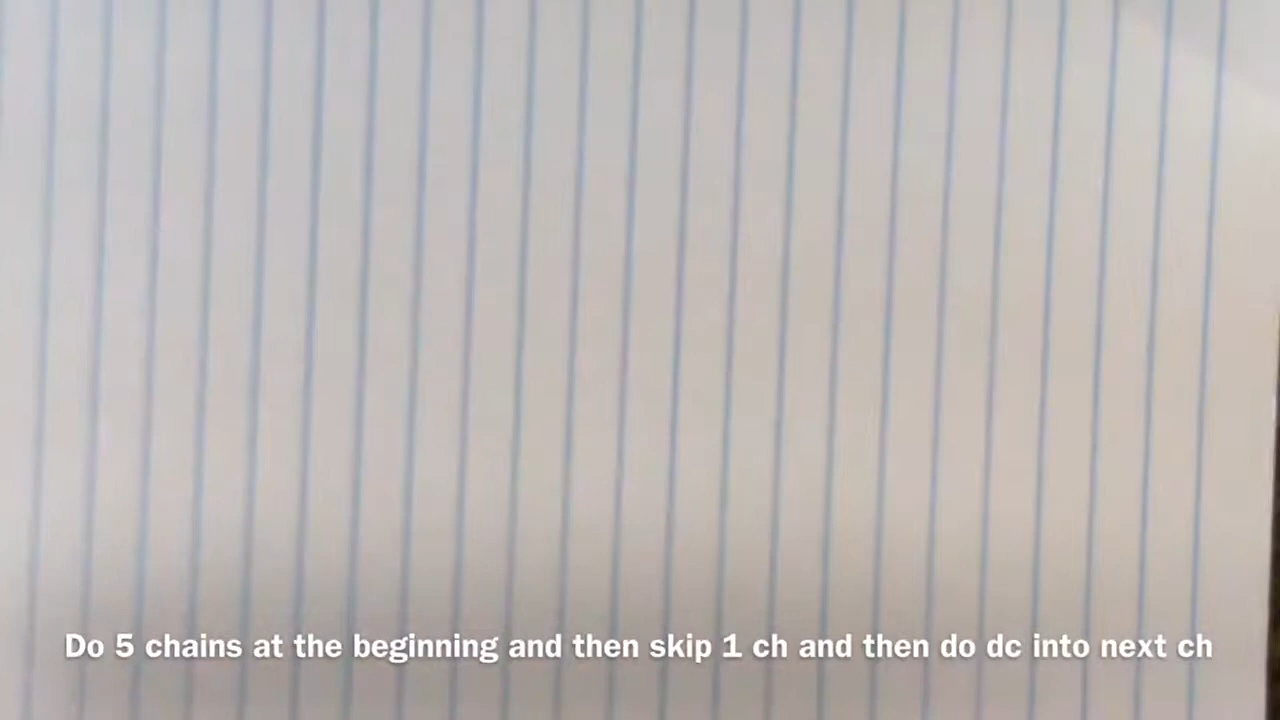 Do 5 chains at the beginning and then skip 1 ch and then do dc into next ch